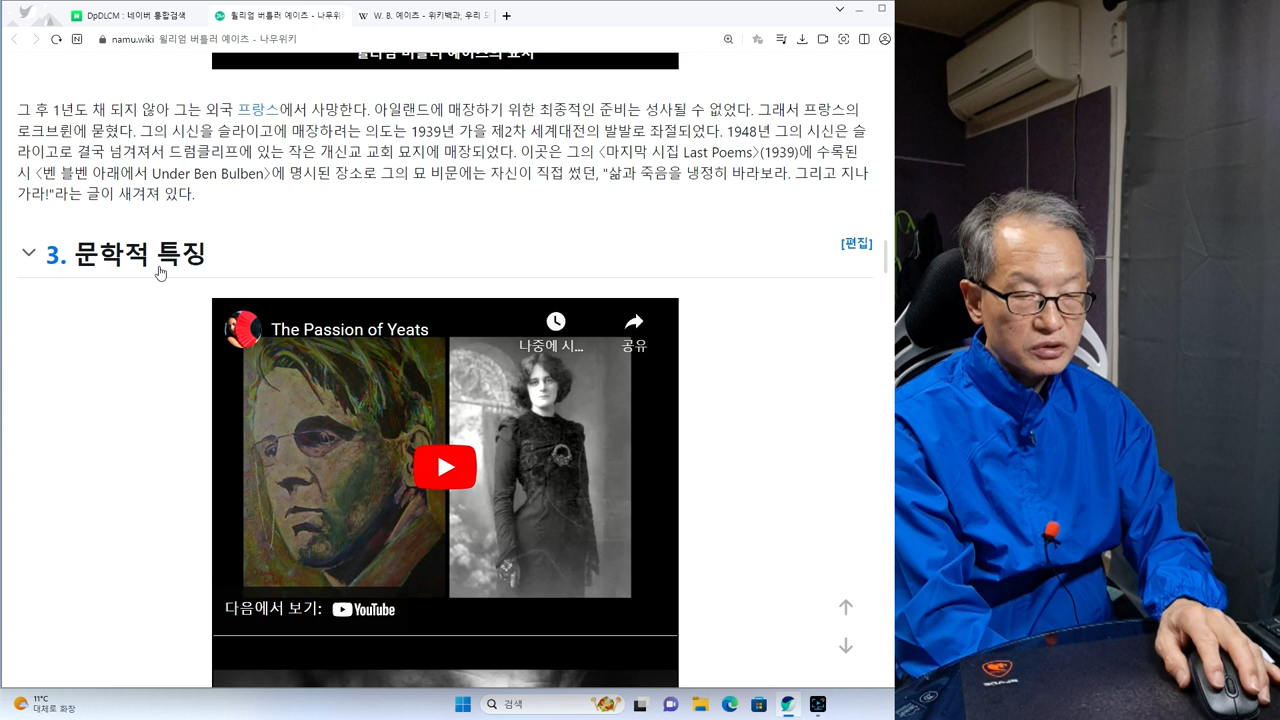 DpDLCM : 네이버 통합검색
윌리엄 버틀러 예이츠 - 나무위키
W. B. 예이츠 - 위키백과, 우리 모
namu.wiki 윌리엄 버틀러 예이츠 - 나무위키
그 후 1년도 채 되지 않아 그는 외국 프랑스에서 사망한다. 아일랜드에 매장하기 위한 최종적인 준비는 성사될 수 없었다. 그래서 프랑스의
로크브륀에 묻혔다. 그의 시신을 슬라이고에 매장하려는 의도는 1939년 가을 제2차 세계대전의 발발로 좌절되었다. 1948년 그의 시신은 슬
라이고로 결국 넘겨져서 드럼클리프에 있는 작은 개신교 교회 묘지에 매장되었다. 이곳은 그의 〈마지막 시집 Last Poems〉(1939)에 수록된
시 〈벤 불벤 아래에서 Under Ben Bulben〉에 명시된 장소로 그의 묘 비문에는 자신이 직접 썼던, "삶과 죽음을 냉정히 바라보라. 그리고 지나
가라!"라는 글이 새겨져 있다.
3. 문학적 특징
[편집]
The Passion of Yeats
나중에 시...
공유
다음에서 보기: YouTube
11°C
대체로 화창
검색